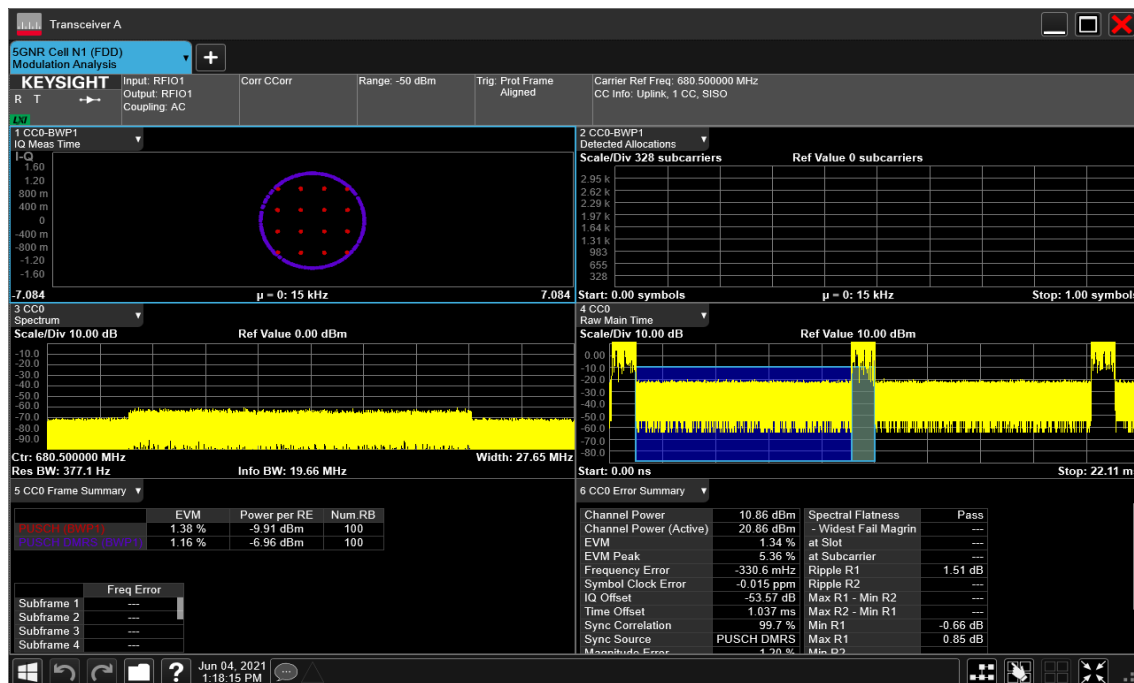 Transceiver A
5GNR Cell N1 (FDD)
Modulation Analysis
KEYSIGHT
R T
LXI
Input: RFIO1
Output: RFIO1
Coupling: AC
Corr CCorr
Range: -50 dBm
Trig: Prot Frame
Aligned
Carrier Ref Freq: 680.500000 MHz
CC Info: Uplink, 1 CC, SISO
1 CC0-BWP1
IQ Meas Time
I-Q
1.60
1.20
800 m
400 m
0
-400 m
-800 m
-1.20
-1.60
-7.084 µ = 0: 15 kHz 7.084
2 CC0-BWP1
Detected Allocations
Scale/Div 328 subcarriers Ref Value 0 subcarriers
2.95 k
2.62 k
2.29 k
1.97 k
1.64 k
1.31 k
983
655
328
Start: 0.00 symbols µ = 0: 15 kHz Stop: 1.00 symbols
3 CC0
Spectrum
Scale/Div 10.00 dB Ref Value 0.00 dBm
-10.0
-20.0
-30.0
-40.0
-50.0
-60.0
-70.0
-80.0
-90.0
Ctr: 680.500000 MHz Width: 27.65 MHz
Res BW: 377.1 Hz Info BW: 19.66 MHz
4 CC0
Raw Main Time
Scale/Div 10.00 dB Ref Value 10.00 dBm
0.00
-10.0
-20.0
-30.0
-40.0
-50.0
-60.0
-70.0
-80.0
Start: 0.00 ns Stop: 22.11 ms
5 CC0 Frame Summary
EVM Power per RE Num.RB
PUSCH (BWP1) 1.38 % -9.91 dBm 100
PUSCH DMRS (BWP1) 1.16 % -6.96 dBm 100
Freq Error
Subframe 1 ---
Subframe 2 ---
Subframe 3 ---
Subframe 4 ---
6 CC0 Error Summary
Channel Power 10.86 dBm Spectral Flatness Pass
Channel Power (Active) 20.86 dBm - Widest Fail Magrin ---
EVM 1.34 % at Slot ---
EVM Peak 5.36 % at Subcarrier ---
Frequency Error -330.6 mHz Ripple R1 1.51 dB
Symbol Clock Error -0.015 ppm Ripple R2 ---
IQ Offset -53.57 dB Max R1 - Min R2 ---
Time Offset 1.037 ms Max R2 - Min R1 ---
Sync Correlation 99.7 % Min R1 -0.66 dB
Sync Source PUSCH DMRS Max R1 0.85 dB
Magnitude Error 1.20 % Min R2 ---
Jun 04, 2021
1:18:15 PM